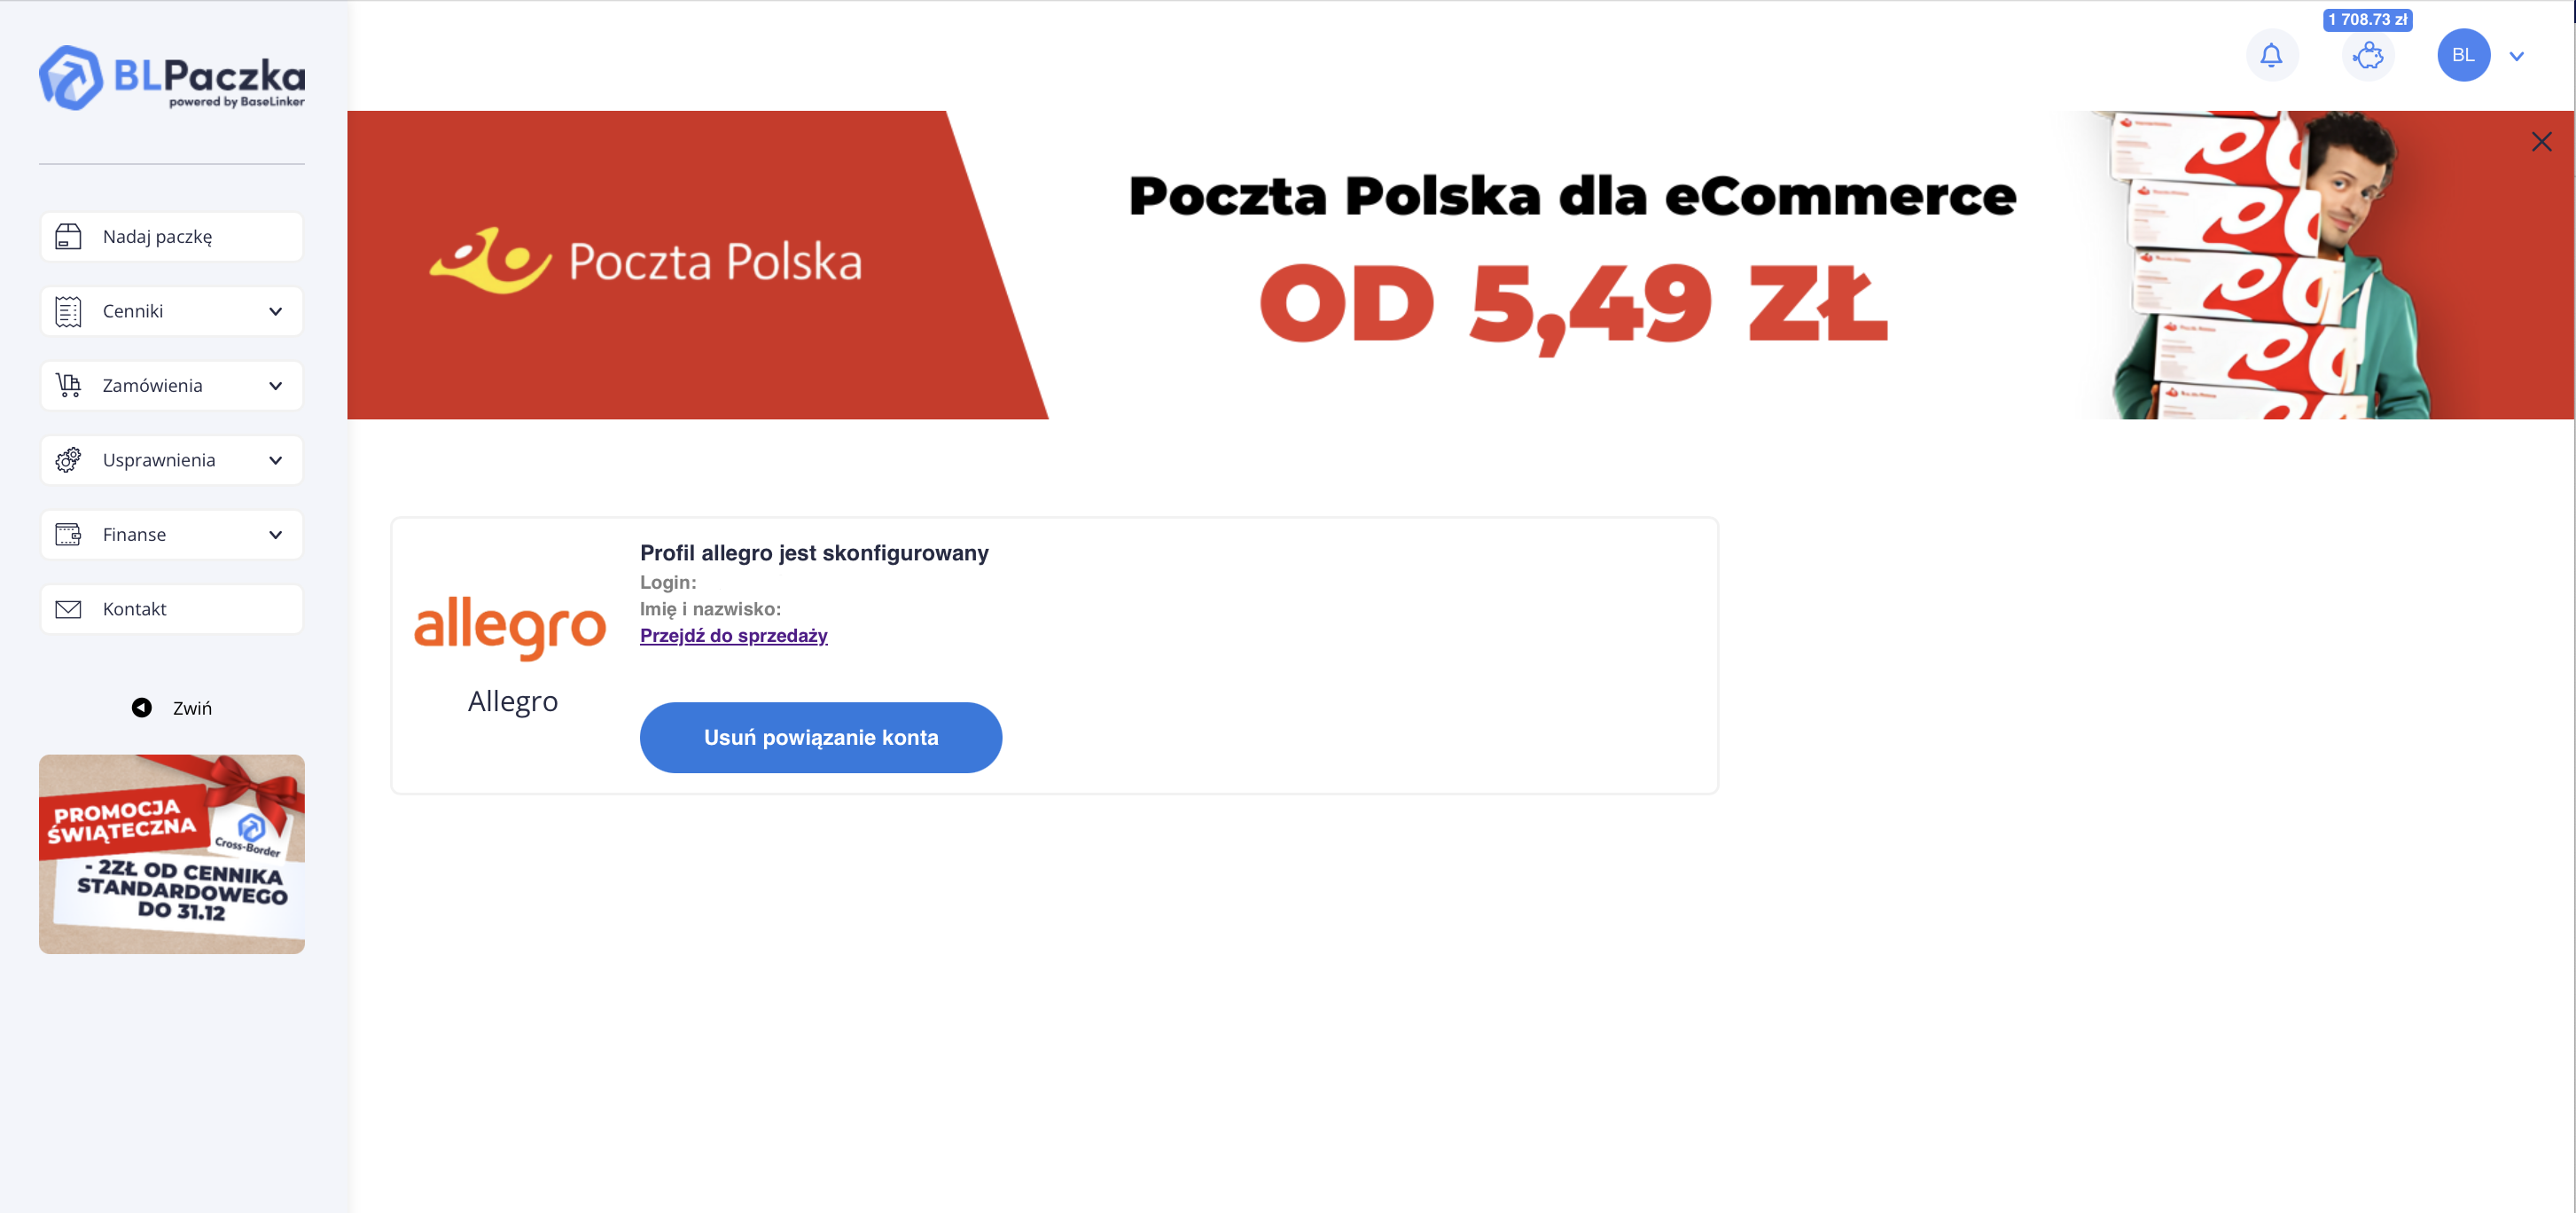 BLPaczka
powered by BaseLinker
1 708.73 zł
BL
Nadaj paczkę
Cenniki
Zamówienia
Usprawnienia
Finanse
Kontakt
Zwiń
PROMOCJA
ŚWIĄTECZNA
Cross-Border
- 2ZŁ OD CENNIKA
STANDARDOWEGO
DO 31.12
Poczta Polska
Poczta Polska dla eCommerce
OD 5,49 ZŁ
allegro
Allegro
Profil allegro jest skonfigurowany
Login:
Imię i nazwisko:
Przejdź do sprzedaży
Usuń powiązanie konta